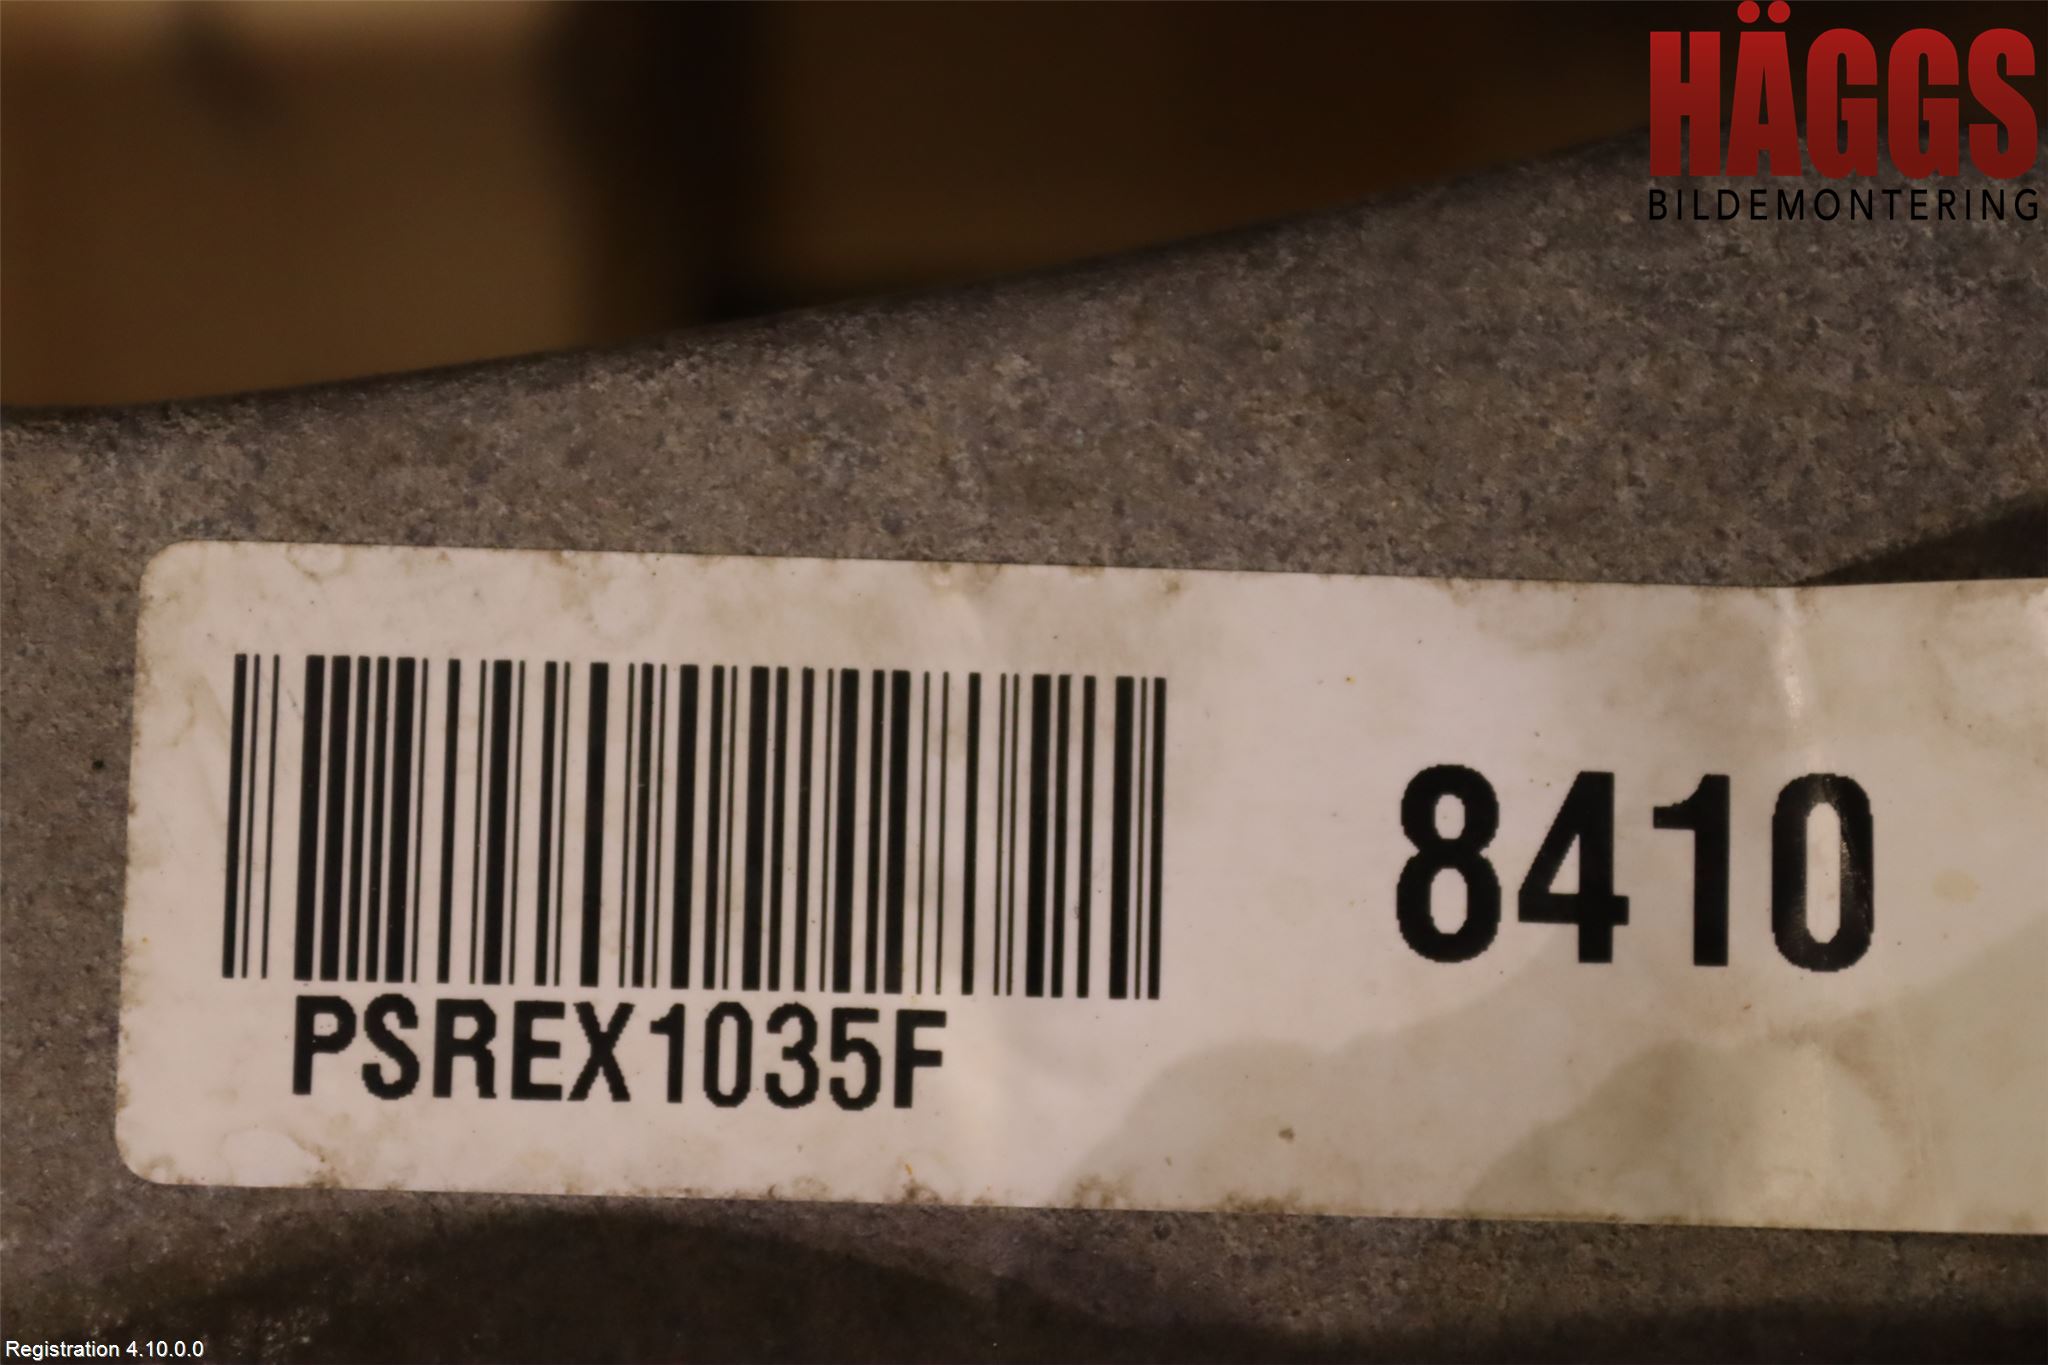 HÄGGS
BILDEMONTERING
8410
PSREX1035F
Registration 4.10.0.0